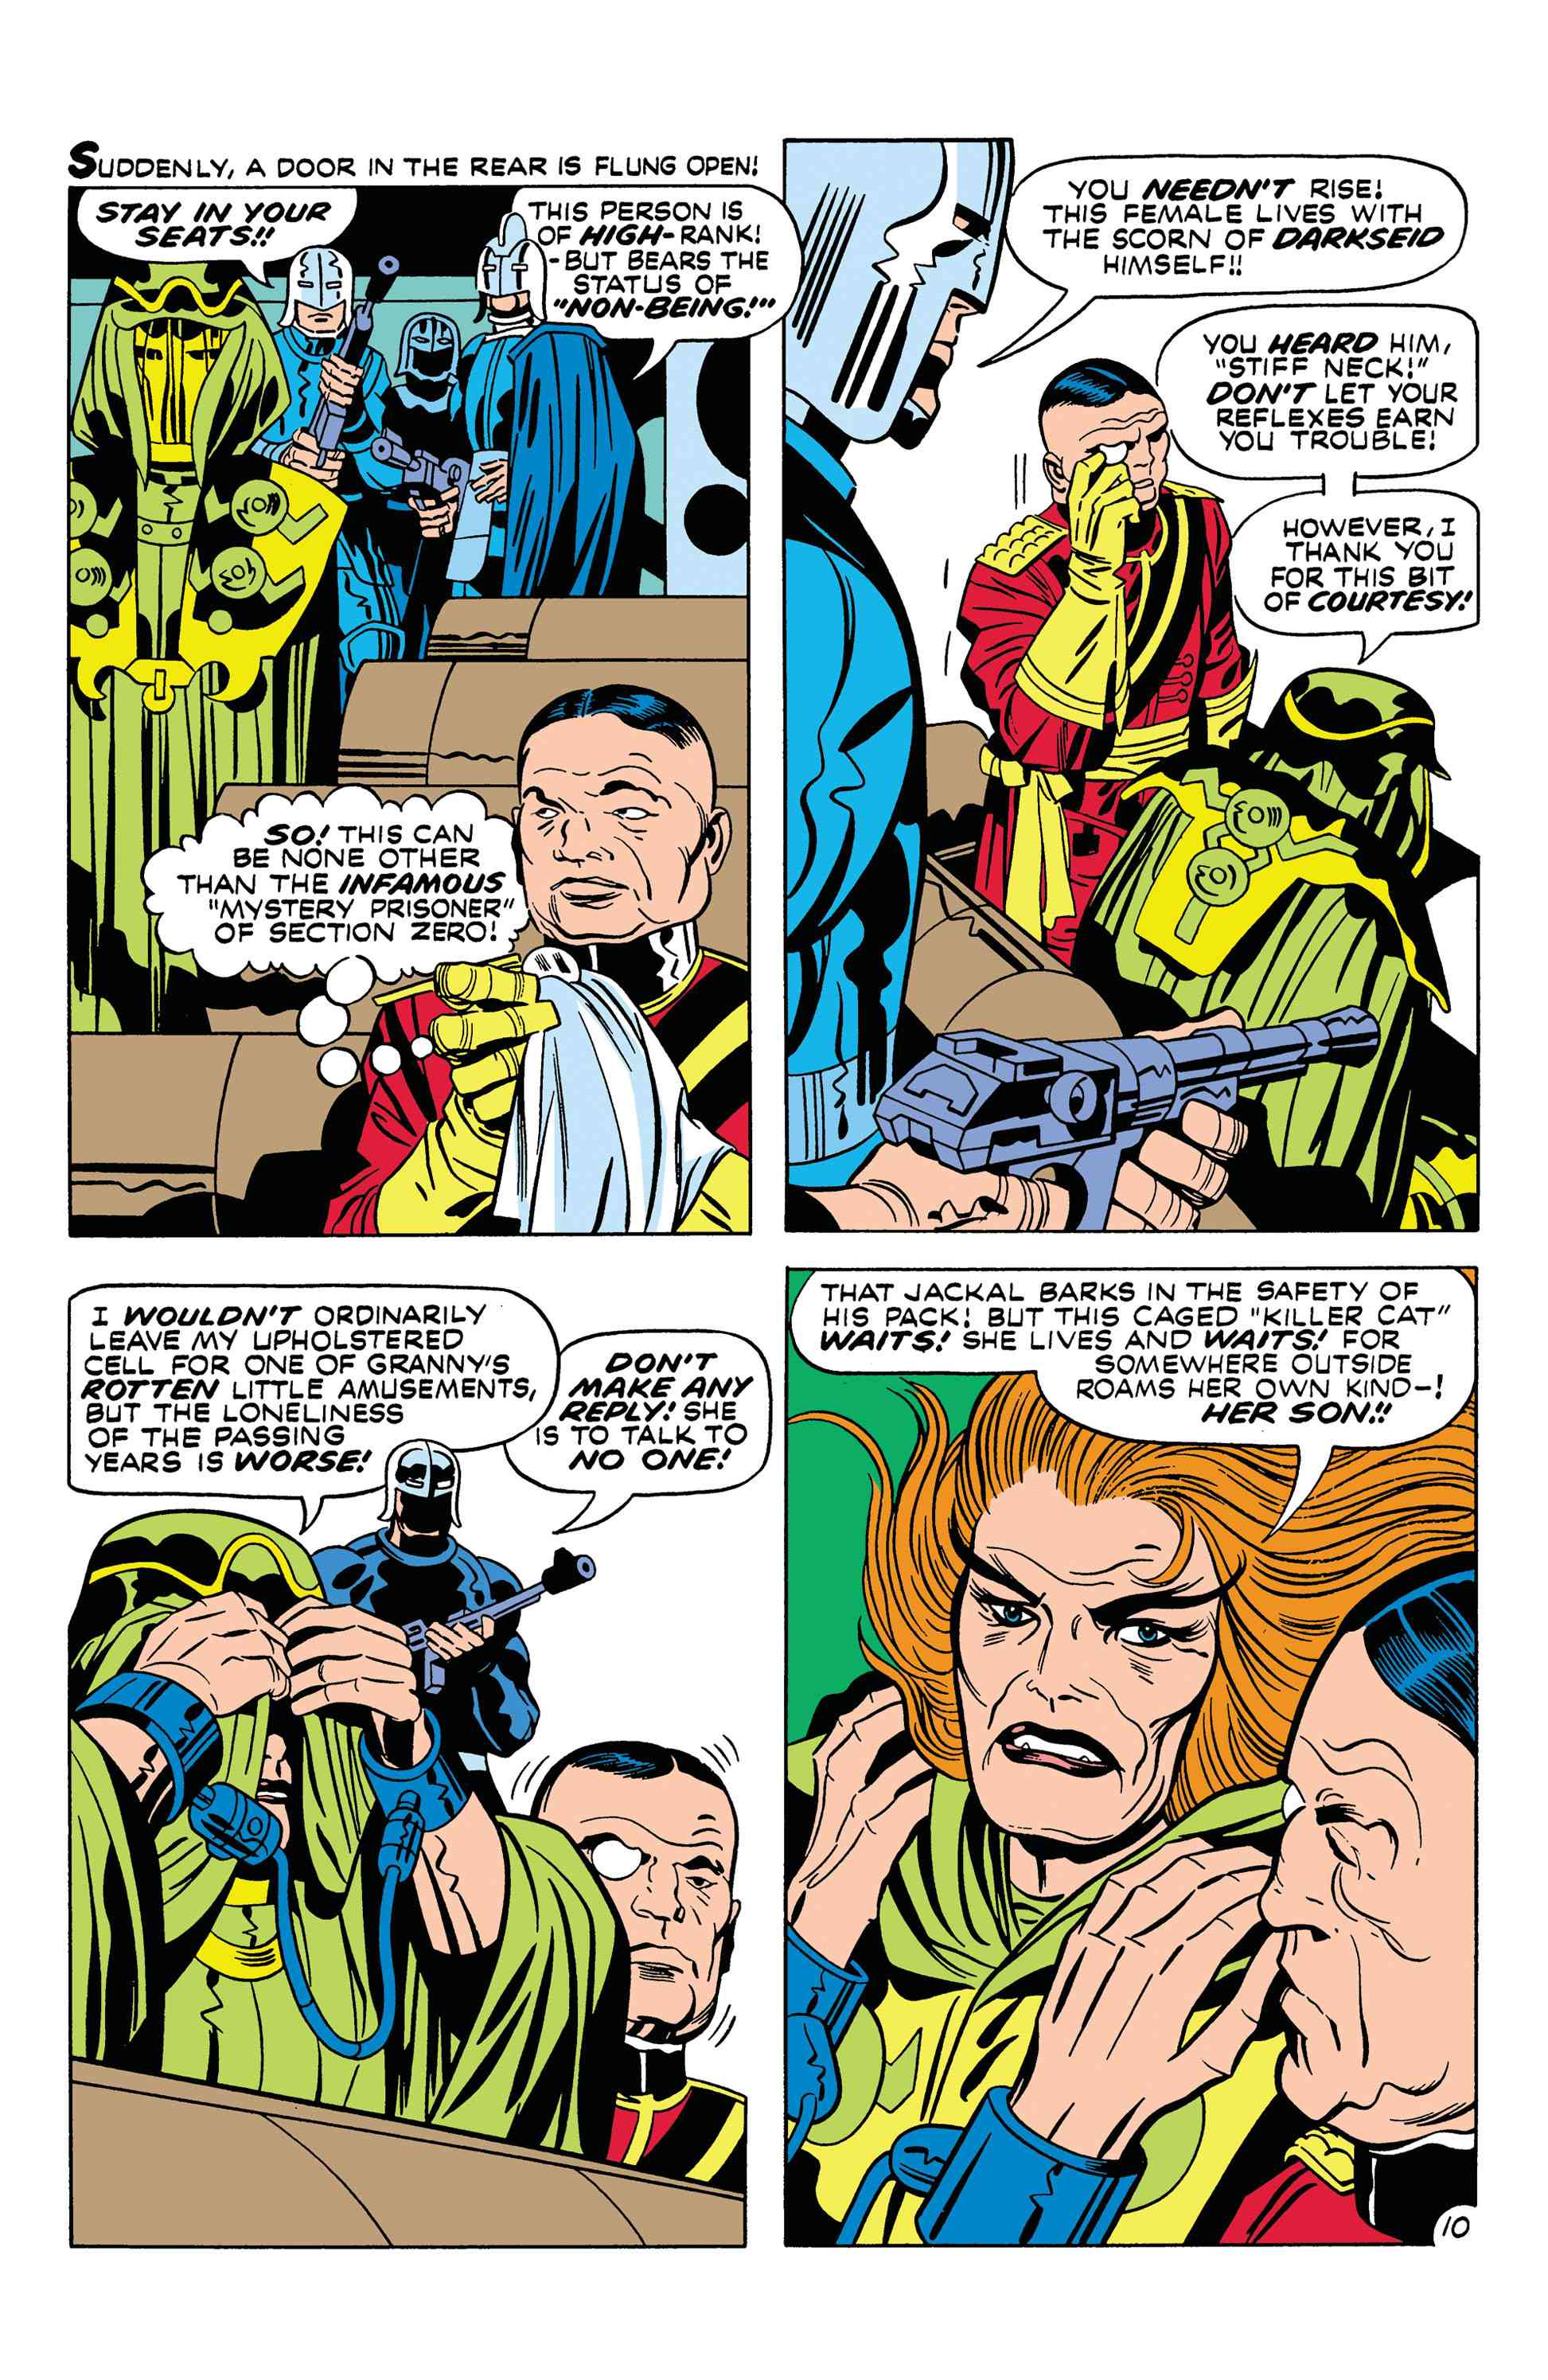 SUDDENLY, A DOOR IN THE REAR IS FLUNG OPEN!
STAY IN YOUR
SEATS!!
THIS PERSON IS
OF HIGH-RANK!
-BUT BEARS THE
STATUS OF
"NON-BEING!"
SO! THIS CAN
BE NONE OTHER
THAN THE INFAMOUS
"MYSTERY PRISONER"
OF SECTION ZERO!
YOU NEEDN'T RISE!
THIS FEMALE LIVES WITH
THE SCORN OF DARKSEID
HIMSELF!!
YOU HEARD HIM,
"STIFF NECK!"
DON'T LET YOUR
REFLEXES EARN
YOU TROUBLE!
HOWEVER, I
THANK YOU
FOR THIS BIT
OF COURTESY!
I WOULDN'T ORDINARILY
LEAVE MY UPHOLSTERED
CELL FOR ONE OF GRANNY'S
ROTTEN LITTLE AMUSEMENTS,
BUT THE LONELINESS
OF THE PASSING
YEARS IS WORSE!
DON'T
MAKE ANY
REPLY! SHE
IS TO TALK TO
NO ONE!
THAT JACKAL BARKS IN THE SAFETY OF
HIS PACK! BUT THIS CAGED "KILLER CAT"
WAITS! SHE LIVES AND WAITS! FOR
SOMEWHERE OUTSIDE
ROAMS HER OWN KIND-!
HER SON!!
10